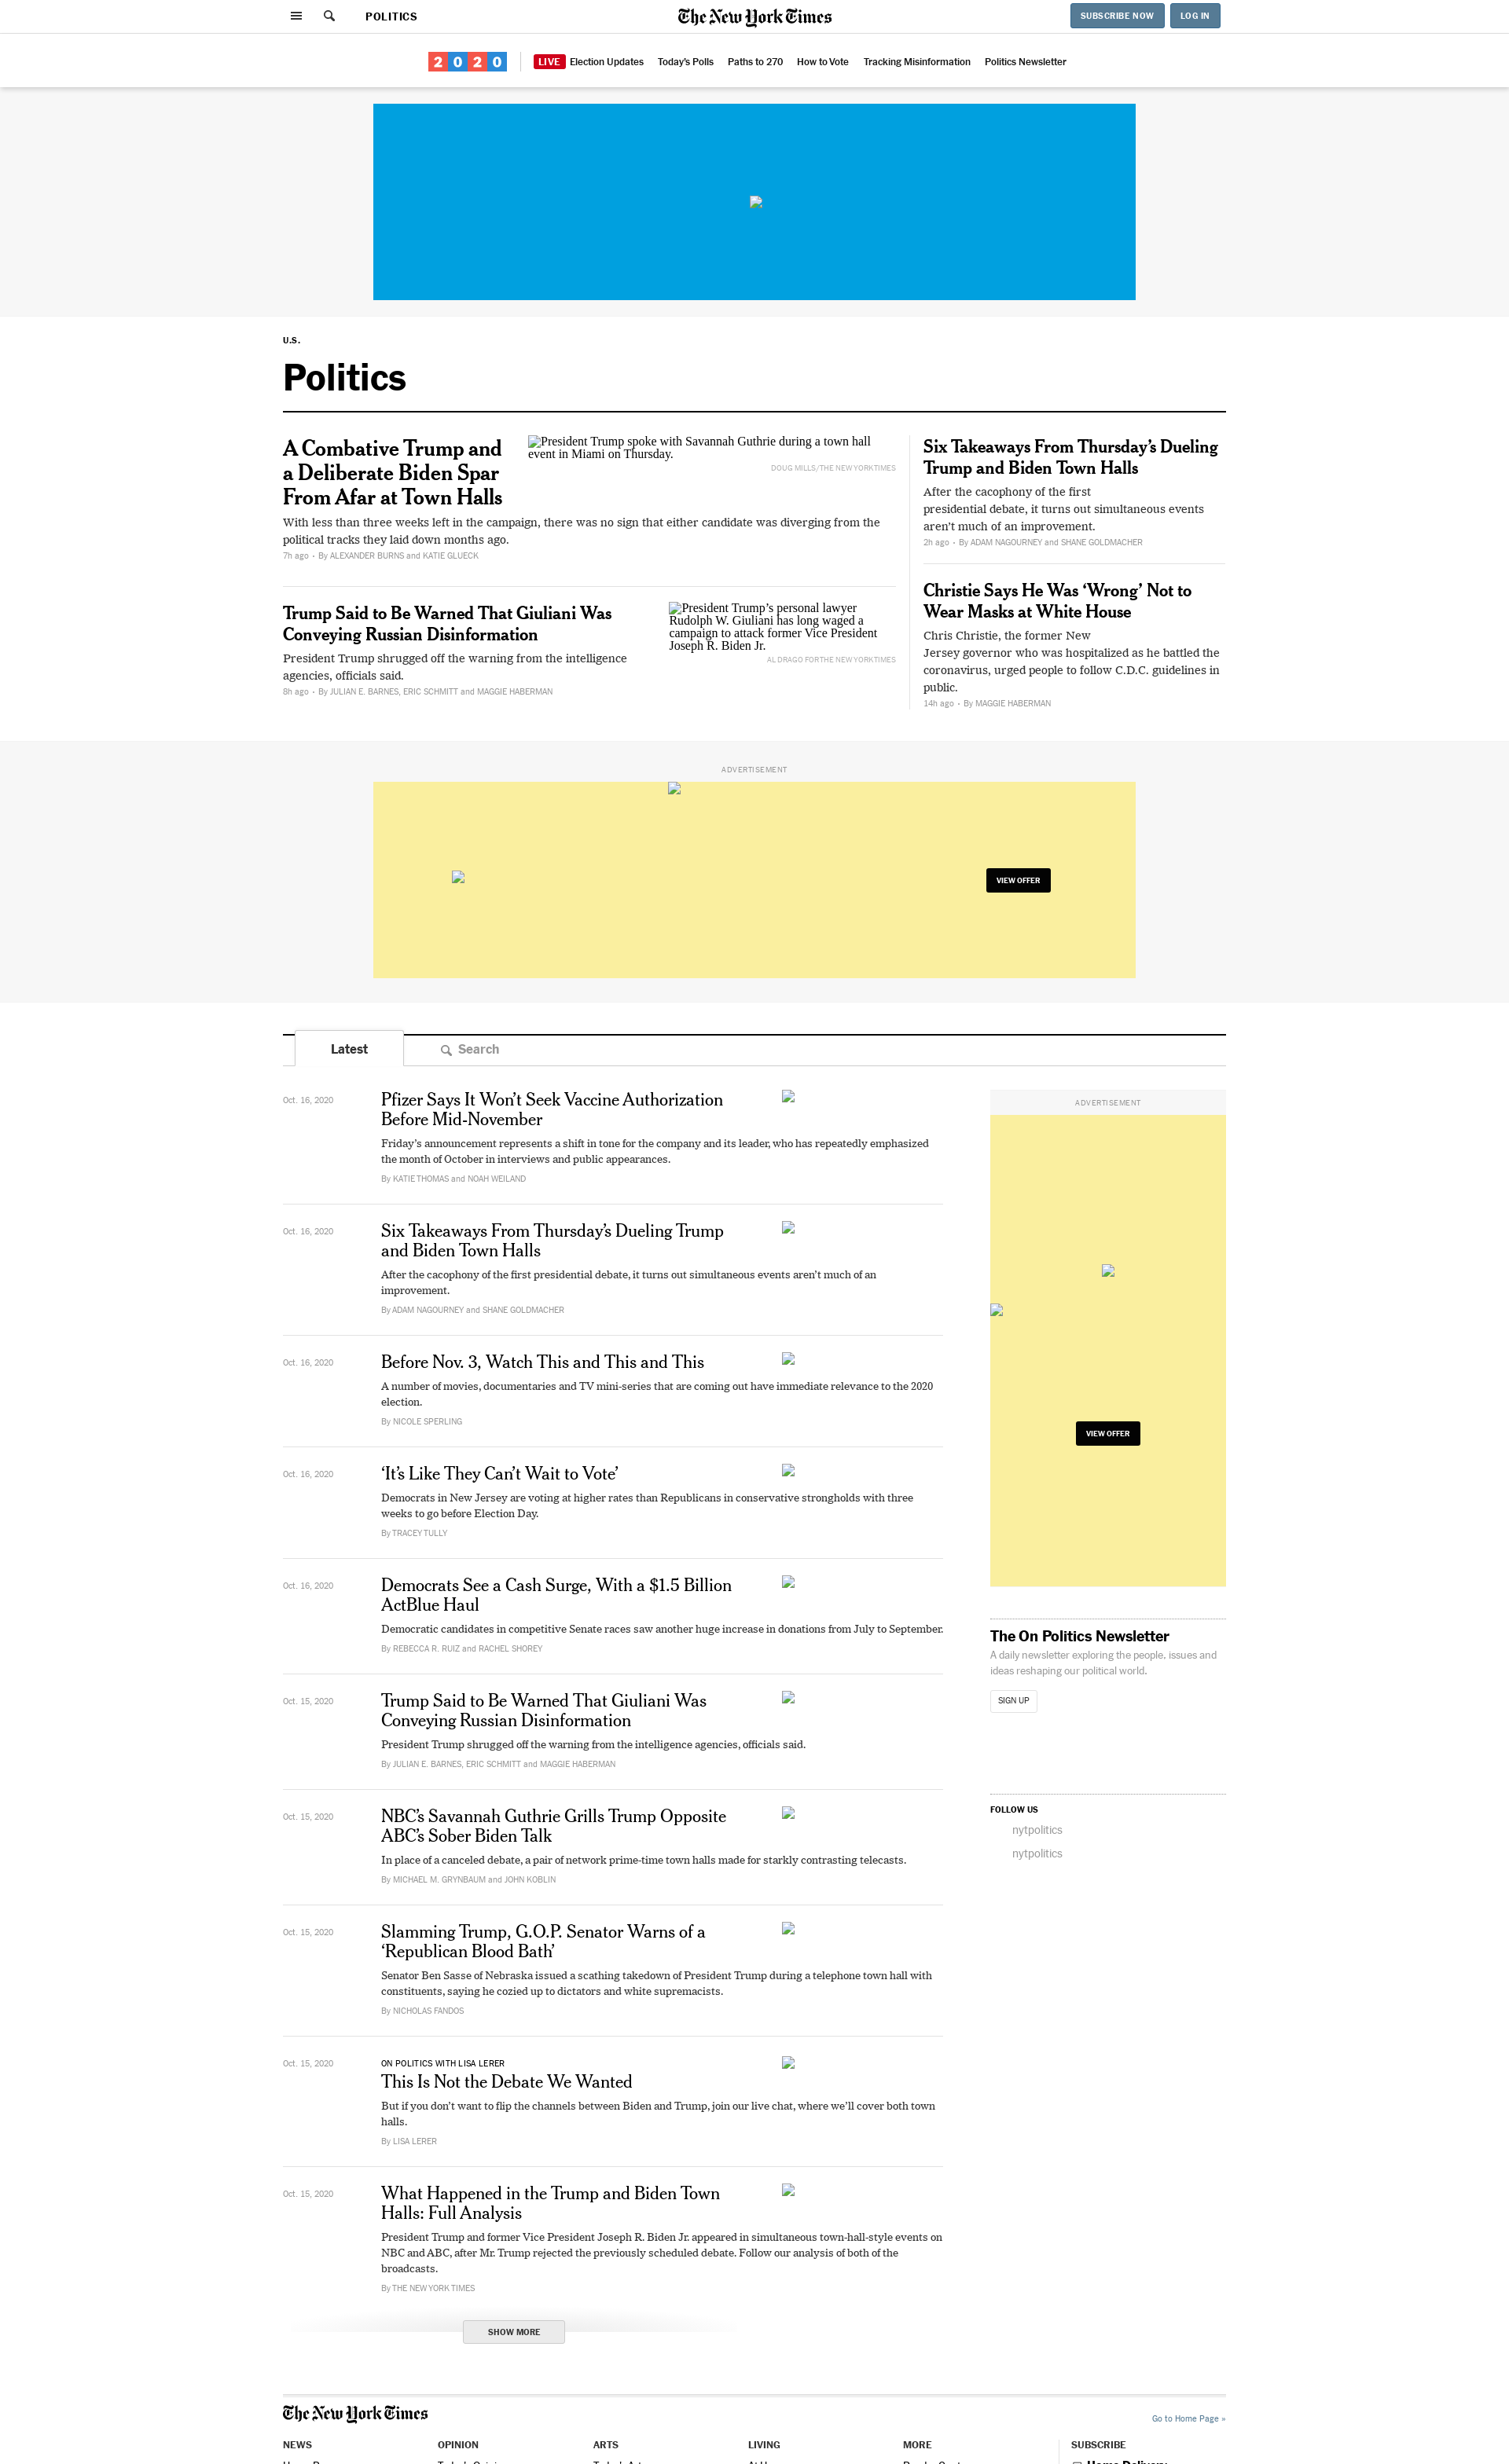 POLITICS
The New York Times
SUBSCRIBE NOW
LOG IN
2020
LIVE Election Updates
Today's Polls
Paths to 270
How to Vote
Tracking Misinformation
Politics Newsletter
U.S.
Politics
A Combative Trump and
a Deliberate Biden Spar
From Afar at Town Halls
President Trump spoke with Savannah Guthrie during a town hall
event in Miami on Thursday.
DOUG MILLS/THE NEW YORK TIMES
With less than three weeks left in the campaign, there was no sign that either candidate was diverging from the
political tracks they laid down months ago.
7h ago • By ALEXANDER BURNS and KATIE GLUECK
Trump Said to Be Warned That Giuliani Was
Conveying Russian Disinformation
President Trump shrugged off the warning from the intelligence
agencies, officials said.
8h ago • By JULIAN E. BARNES, ERIC SCHMITT and MAGGIE HABERMAN
President Trump's personal lawyer
Rudolph W. Giuliani has long waged a
campaign to attack former Vice President
Joseph R. Biden Jr.
AL DRAGO FOR THE NEW YORK TIMES
Six Takeaways From Thursday's Dueling
Trump and Biden Town Halls
After the cacophony of the first
presidential debate, it turns out simultaneous events
aren't much of an improvement.
2h ago • By ADAM NAGOURNEY and SHANE GOLDMACHER
Christie Says He Was ‘Wrong’ Not to
Wear Masks at White House
Chris Christie, the former New
Jersey governor who was hospitalized as he battled the
coronavirus, urged people to follow C.D.C. guidelines in
public.
14h ago • By MAGGIE HABERMAN
ADVERTISEMENT
VIEW OFFER
Latest
Search
Oct. 16, 2020
Pfizer Says It Won't Seek Vaccine Authorization
Before Mid-November
Friday's announcement represents a shift in tone for the company and its leader, who has repeatedly emphasized
the month of October in interviews and public appearances.
By KATIE THOMAS and NOAH WEILAND
Oct. 16, 2020
Six Takeaways From Thursday's Dueling Trump
and Biden Town Halls
After the cacophony of the first presidential debate, it turns out simultaneous events aren't much of an
improvement.
By ADAM NAGOURNEY and SHANE GOLDMACHER
Oct. 16, 2020
Before Nov. 3, Watch This and This and This
A number of movies, documentaries and TV mini-series that are coming out have immediate relevance to the 2020
election.
By NICOLE SPERLING
Oct. 16, 2020
‘It's Like They Can't Wait to Vote’
Democrats in New Jersey are voting at higher rates than Republicans in conservative strongholds with three
weeks to go before Election Day.
By TRACEY TULLY
Oct. 16, 2020
Democrats See a Cash Surge, With a $1.5 Billion
ActBlue Haul
Democratic candidates in competitive Senate races saw another huge increase in donations from July to September.
By REBECCA R. RUIZ and RACHEL SHOREY
Oct. 15, 2020
Trump Said to Be Warned That Giuliani Was
Conveying Russian Disinformation
President Trump shrugged off the warning from the intelligence agencies, officials said.
By JULIAN E. BARNES, ERIC SCHMITT and MAGGIE HABERMAN
Oct. 15, 2020
NBC's Savannah Guthrie Grills Trump Opposite
ABC's Sober Biden Talk
In place of a canceled debate, a pair of network prime-time town halls made for starkly contrasting telecasts.
By MICHAEL M. GRYNBAUM and JOHN KOBLIN
Oct. 15, 2020
Slamming Trump, G.O.P. Senator Warns of a
‘Republican Blood Bath’
Senator Ben Sasse of Nebraska issued a scathing takedown of President Trump during a telephone town hall with
constituents, saying he cozied up to dictators and white supremacists.
By NICHOLAS FANDOS
Oct. 15, 2020
ON POLITICS WITH LISA LERER
This Is Not the Debate We Wanted
But if you don't want to flip the channels between Biden and Trump, join our live chat, where we'll cover both town
halls.
By LISA LERER
Oct. 15, 2020
What Happened in the Trump and Biden Town
Halls: Full Analysis
President Trump and former Vice President Joseph R. Biden Jr. appeared in simultaneous town-hall-style events on
NBC and ABC, after Mr. Trump rejected the previously scheduled debate. Follow our analysis of both of the
broadcasts.
By THE NEW YORK TIMES
SHOW MORE
ADVERTISEMENT
VIEW OFFER
The On Politics Newsletter
A daily newsletter exploring the people, issues and
ideas reshaping our political world.
SIGN UP
FOLLOW US
nytpolitics
nytpolitics
The New York Times
Go to Home Page »
NEWS
OPINION
ARTS
LIVING
MORE
SUBSCRIBE